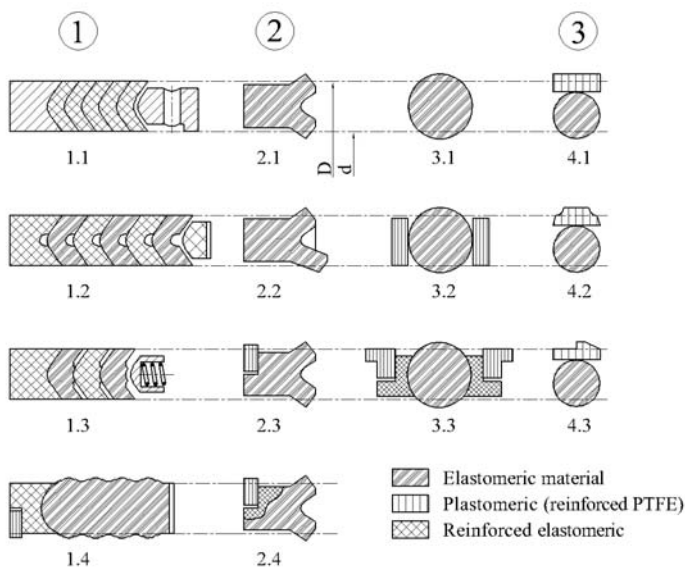 1 2 3
1.1 2.1 D d 3.1 4.1
1.2 2.2 3.2 4.2
1.3 2.3 3.3 4.3
Elastomeric material
Plastomeric (reinforced PTFE)
Reinforced elastomeric
1.4 2.4